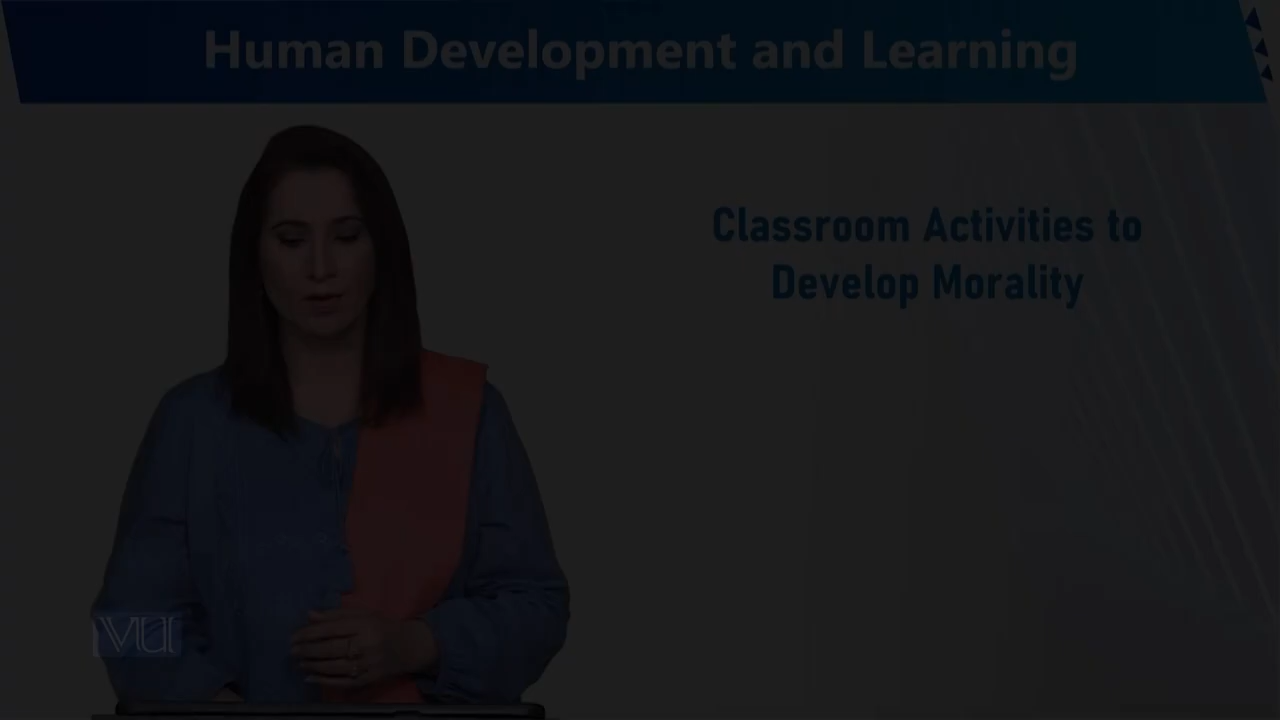 Human Development and Learning
Classroom Activities to
Develop Morality
VU